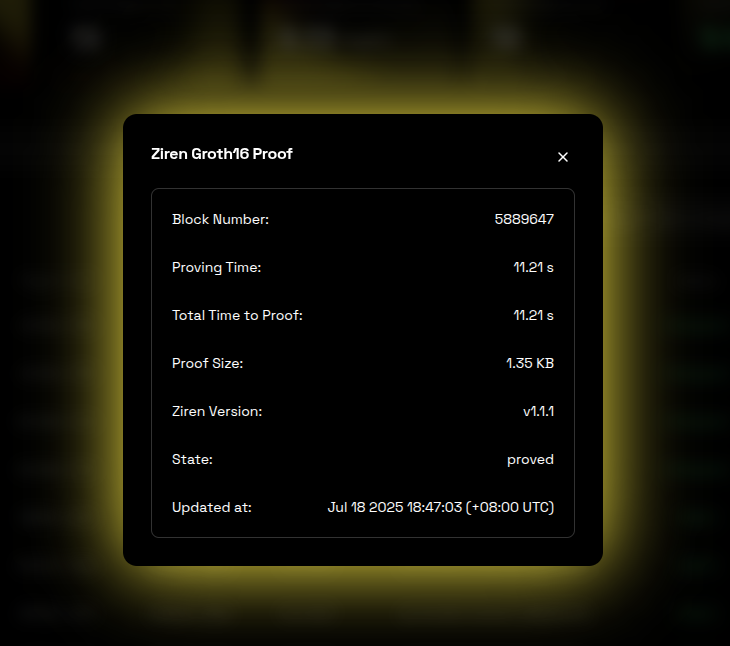 Ziren Groth16 Proof
Block Number: 5889647
Proving Time: 11.21 s
Total Time to Proof: 11.21 s
Proof Size: 1.35 KB
Ziren Version: v1.1.1
State: proved
Updated at: Jul 18 2025 18:47:03 (+08:00 UTC)